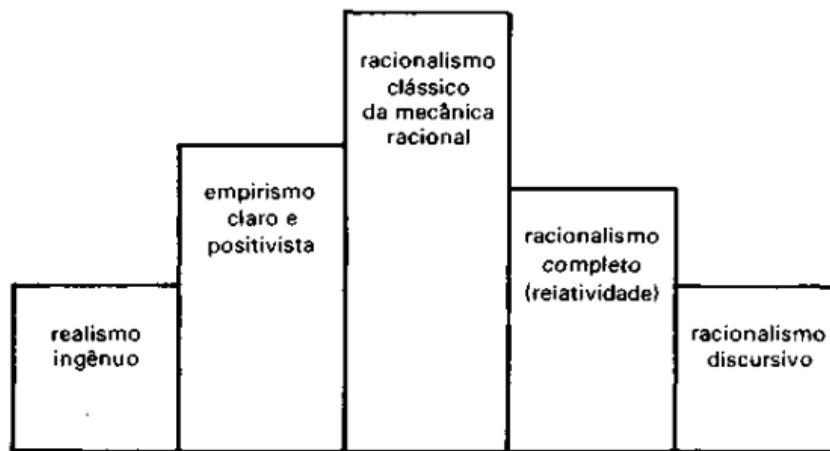 racionalismo
clássico
da mecânica
racional
empirismo
claro e
positivista
racionalismo
completo
(relatividade)
realismo
ingênuo
racionalismo
discursivo